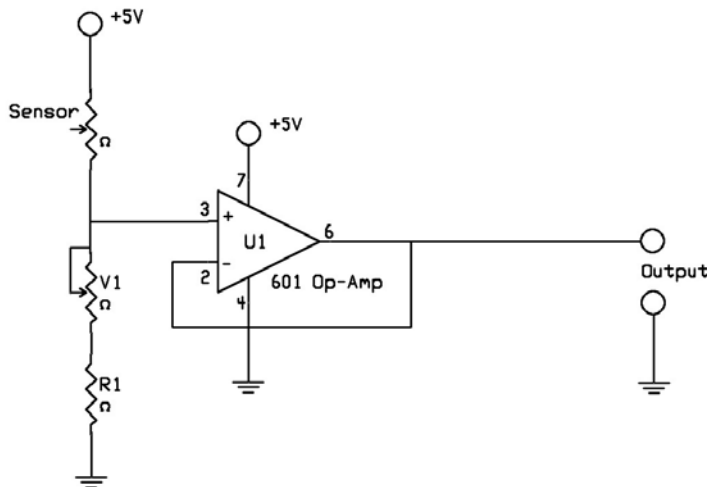 +5V
Sensor
Ω
+5V
7
3
+
U1
6
-
2
601 Op-Amp
4
V1
Ω
Output
R1
Ω